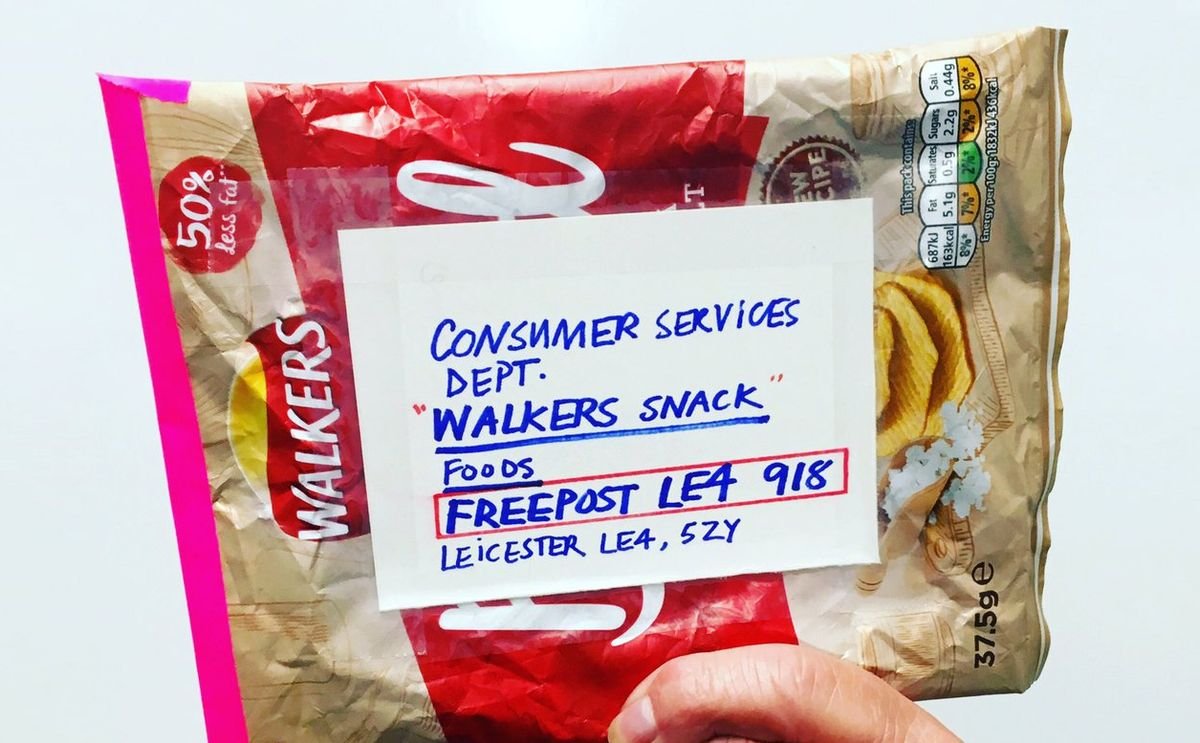 50%
less fat**
WALKERS
NEW
RECIPE
CONSUMER SERVICES
DEPT.
"WALKERS SNACK"
FOODS
FREEPOST LE4 918
LEiCESTER LE4, 5ZY
This pack contains:
687kJ
163kcal
8%*
Fat
5.1g
7%*
Saturates
0.5g
2%*
Sugars
2.2g
2%*
Salt
0.44g
8%*
Energy per 100g: 1832kJ 436kcal
37.5g e